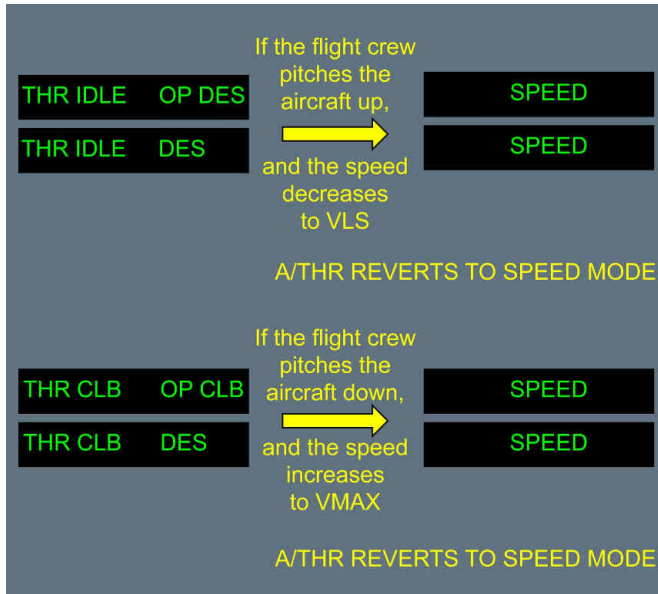 If the flight crew
pitches the
aircraft up,
THR IDLE OP DES
SPEED
THR IDLE DES
SPEED
and the speed
decreases
to VLS
A/THR REVERTS TO SPEED MODE
If the flight crew
pitches the
aircraft down,
THR CLB OP CLB
SPEED
THR CLB DES
SPEED
and the speed
increases
to VMAX
A/THR REVERTS TO SPEED MODE